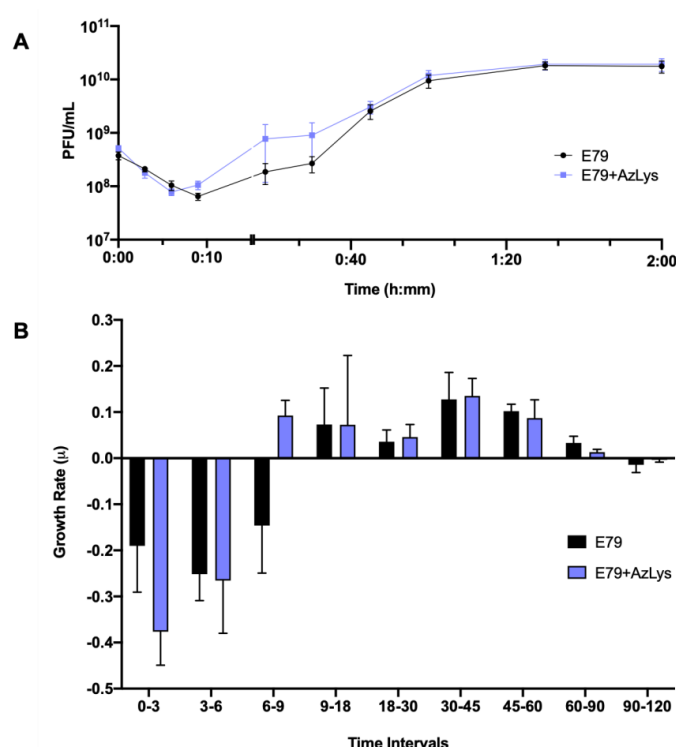 A
PFU/mL
10¹¹
10¹⁰
10⁹
10⁸
10⁷
E79
E79+AzLys
0:00 0:10 0:40 1:20 2:00
Time (h:mm)
B
Growth Rate (μ)
0.3
0.2
0.1
0.0
-0.1
-0.2
-0.3
-0.4
-0.5
E79
E79+AzLys
0-3 3-6 6-9 9-18 18-30 30-45 45-60 60-90 90-120
Time Intervals